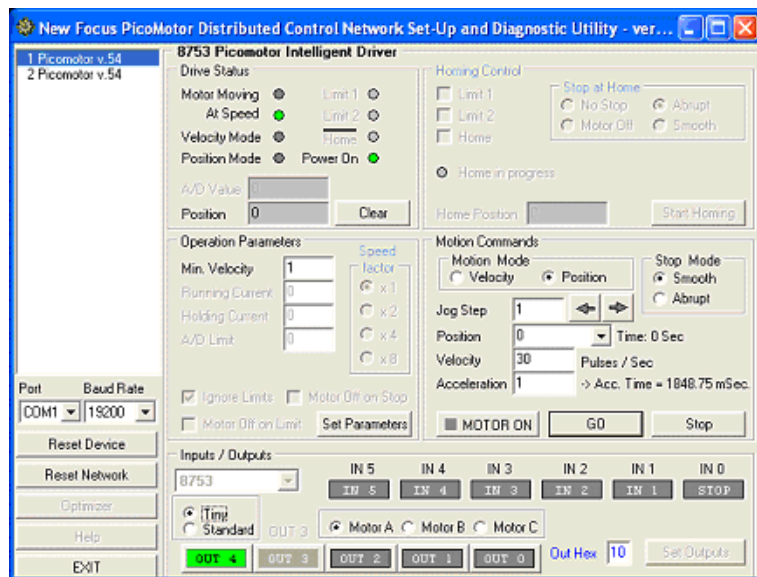 New Focus PicoMotor Distributed Control Network Set-Up and Diagnostic Utility - ver...
1 Picomotor v.54
2 Picomotor v.54
Port
Baud Rate
COM1
19200
Reset Device
Reset Network
Optimizer
Help
EXIT
8753 Picomotor Intelligent Driver
Drive Status
Motor Moving
Limit 1
At Speed
Limit 2
Velocity Mode
Home
Position Mode
Power On
A/D Value
0
Position
0
Clear
Homing Control
Limit 1
Limit 2
Home
Stop at Home
No Stop
Abrupt
Motor Off
Smooth
Home in progress
Home Position
0
Start Homing
Operation Parameters
Min. Velocity
1
Running Current
0
Holding Current
0
A/D Limit
0
Speed
factor
x 1
x 2
x 4
x 8
Ignore Limits
Motor Off on Stop
Motor Off on Limit
Set Parameters
Motion Commands
Motion Mode
Velocity
Position
Stop Mode
Smooth
Abrupt
Jog Step
1
Position
0
Time: 0 Sec
Velocity
30
Pulses / Sec
Acceleration
1
-> Acc. Time = 1848.75 mSec.
MOTOR ON
GO
Stop
Inputs / Outputs
8753
IN 5
IN 4
IN 3
IN 2
IN 1
IN 0
IN 5
IN 4
IN 3
IN 2
IN 1
STOP
Tiny
Standard
OUT 3
Motor A
Motor B
Motor C
OUT 4
OUT 3
OUT 2
OUT 1
OUT 0
Out Hex
10
Set Outputs